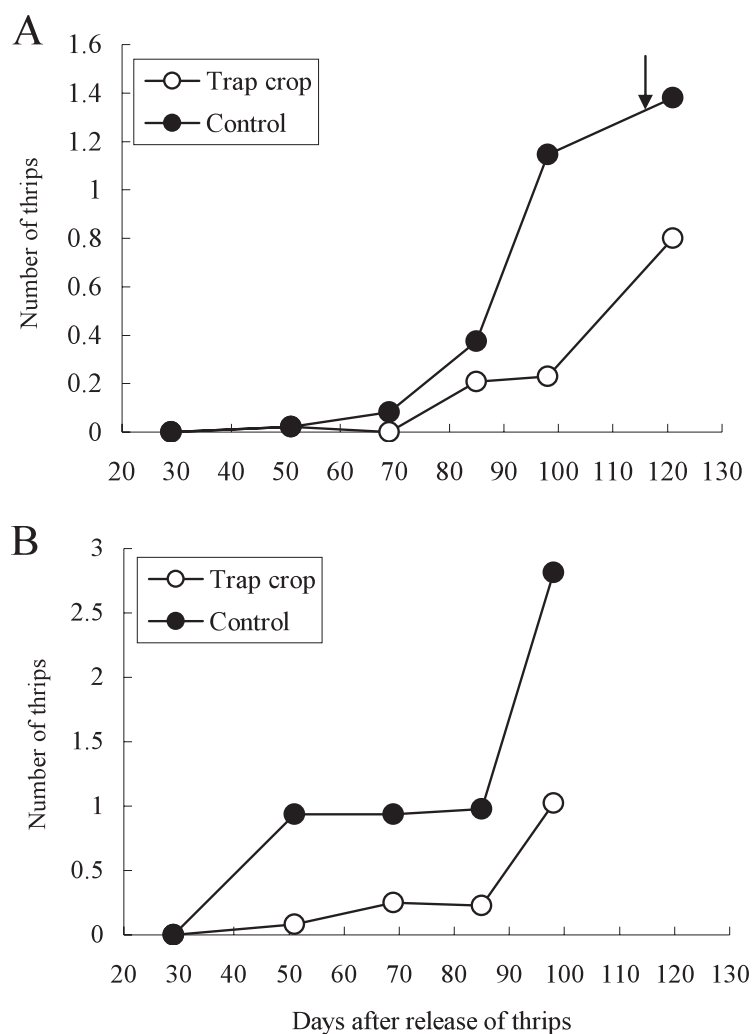 A
1.6
1.4
1.2
1
0.8
0.6
0.4
0.2
0
Number of thrips
Trap crop
Control
20 30 40 50 60 70 80 90 100 110 120 130
B
3
2.5
2
1.5
1
0.5
0
Number of thrips
Trap crop
Control
20 30 40 50 60 70 80 90 100 110 120 130
Days after release of thrips